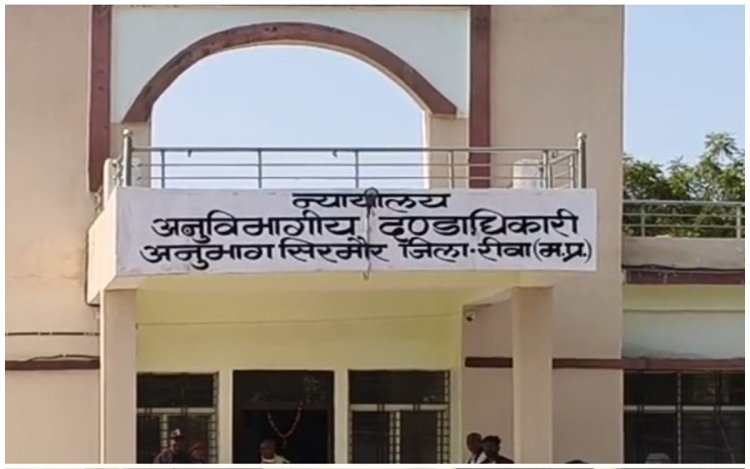 न्यायालय
अनुविभागीय दण्डाधिकारी
अनुभाग सिरमौर जिला-रीवा (म.प्र.)